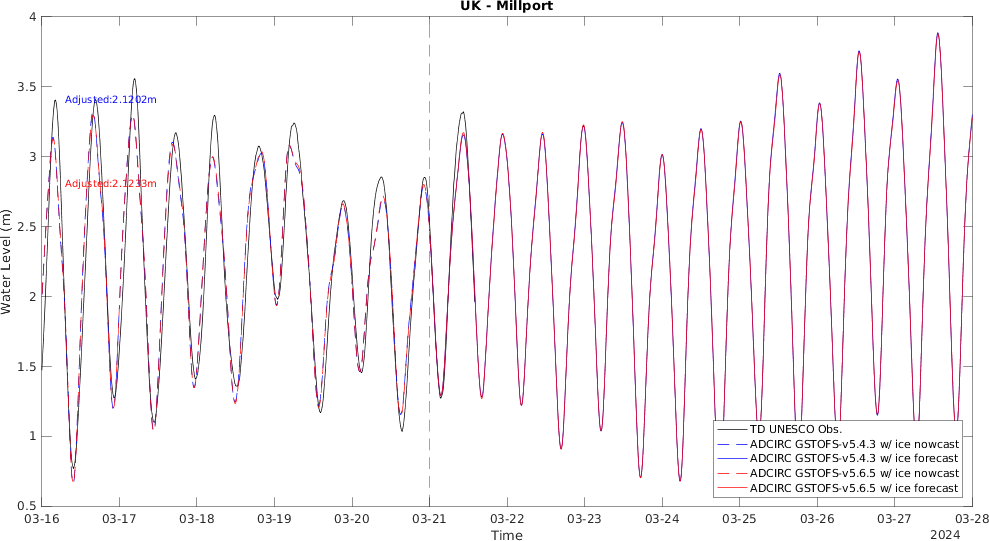 UK - Millport
4
3.5
3
2.5
2
1.5
1
0.5
Water Level (m)
Adjusted:2.1202m
Adjusted:2.1233m
TD UNESCO Obs.
ADCIRC GSTOFS-v5.4.3 w/ ice nowcast
ADCIRC GSTOFS-v5.4.3 w/ ice forecast
ADCIRC GSTOFS-v5.6.5 w/ ice nowcast
ADCIRC GSTOFS-v5.6.5 w/ ice forecast
03-16 03-17 03-18 03-19 03-20 03-21 03-22 03-23 03-24 03-25 03-26 03-27 03-28
Time
2024